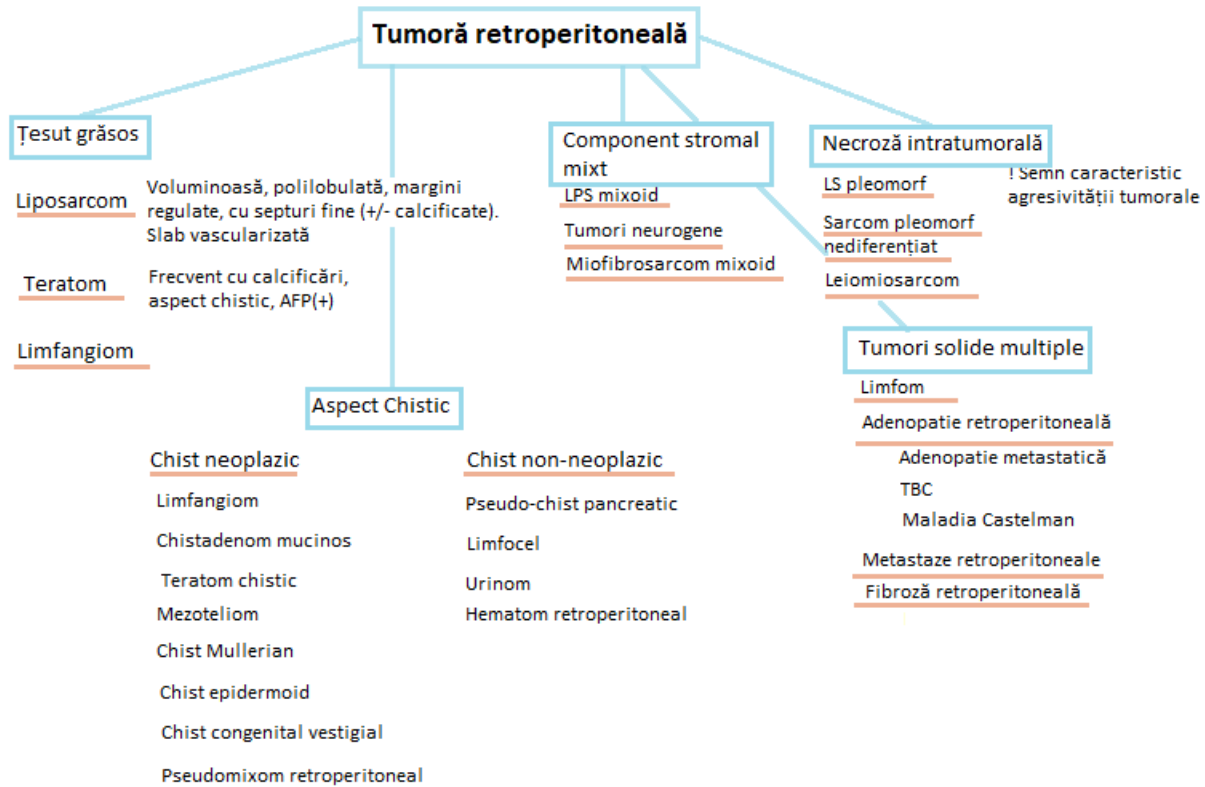 Tumoră retroperitoneală
Țesut grăsos
Liposarcom
Voluminoasă, polilobulată, margini
regulate, cu septuri fine (+/- calcificate).
Slab vascularizată
Teratom
Frecvent cu calcificări,
aspect chistic, AFP(+)
Limfangiom
Aspect Chistic
Chist neoplazic
Limfangiom
Chistadenom mucinos
Teratom chistic
Mezoteliom
Chist Mullerian
Chist epidermoid
Chist congenital vestigial
Pseudomixom retroperitoneal
Chist non-neoplazic
Pseudo-chist pancreatic
Limfocel
Urinom
Hematom retroperitoneal
Component stromal
mixt
LPS mixoid
Tumori neurogene
Miofibrosarcom mixoid
Necroză intratumorală
! Semn caracteristic
agresivității tumorale
LS pleomorf
Sarcom pleomorf
nediferențiat
Leiomiosarcom
Tumori solide multiple
Limfom
Adenopatie retroperitoneală
Adenopatie metastatică
TBC
Maladia Castelman
Metastaze retroperitoneale
Fibroză retroperitoneală